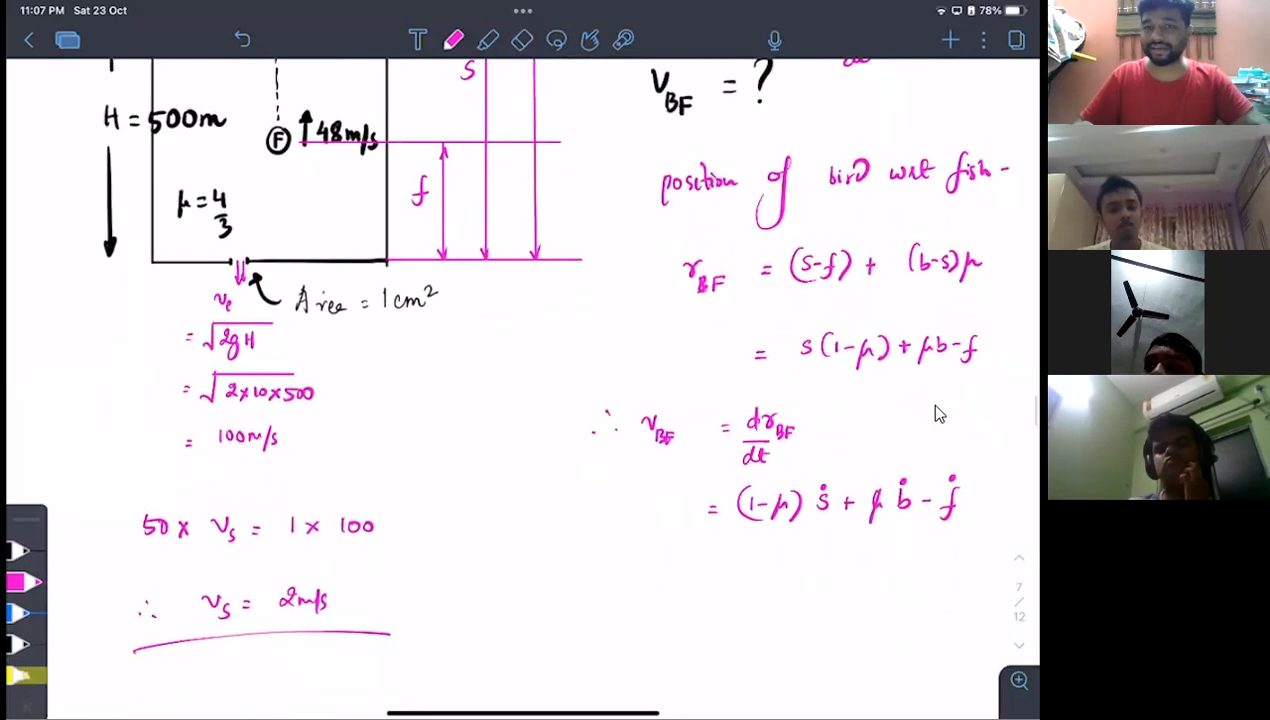 11:07 PM Sat 23 Oct
78%
T
S
V_BF = ?
H = 500m
F
48m/s
f
μ = 4/3
position of bird wrt fish -
r_BF = (s-f) + (b-s)μ
v_e
Area = 1 cm²
= √2gH
= s(1-μ) + μb - f
= √2×10×500
= 100m/s
∴ v_BF = dr_BF/dt
= (1-μ) ṡ + μ ḃ - ḟ
50 × v_s = 1 × 100
∴ v_s = 2m/s
7
/
12